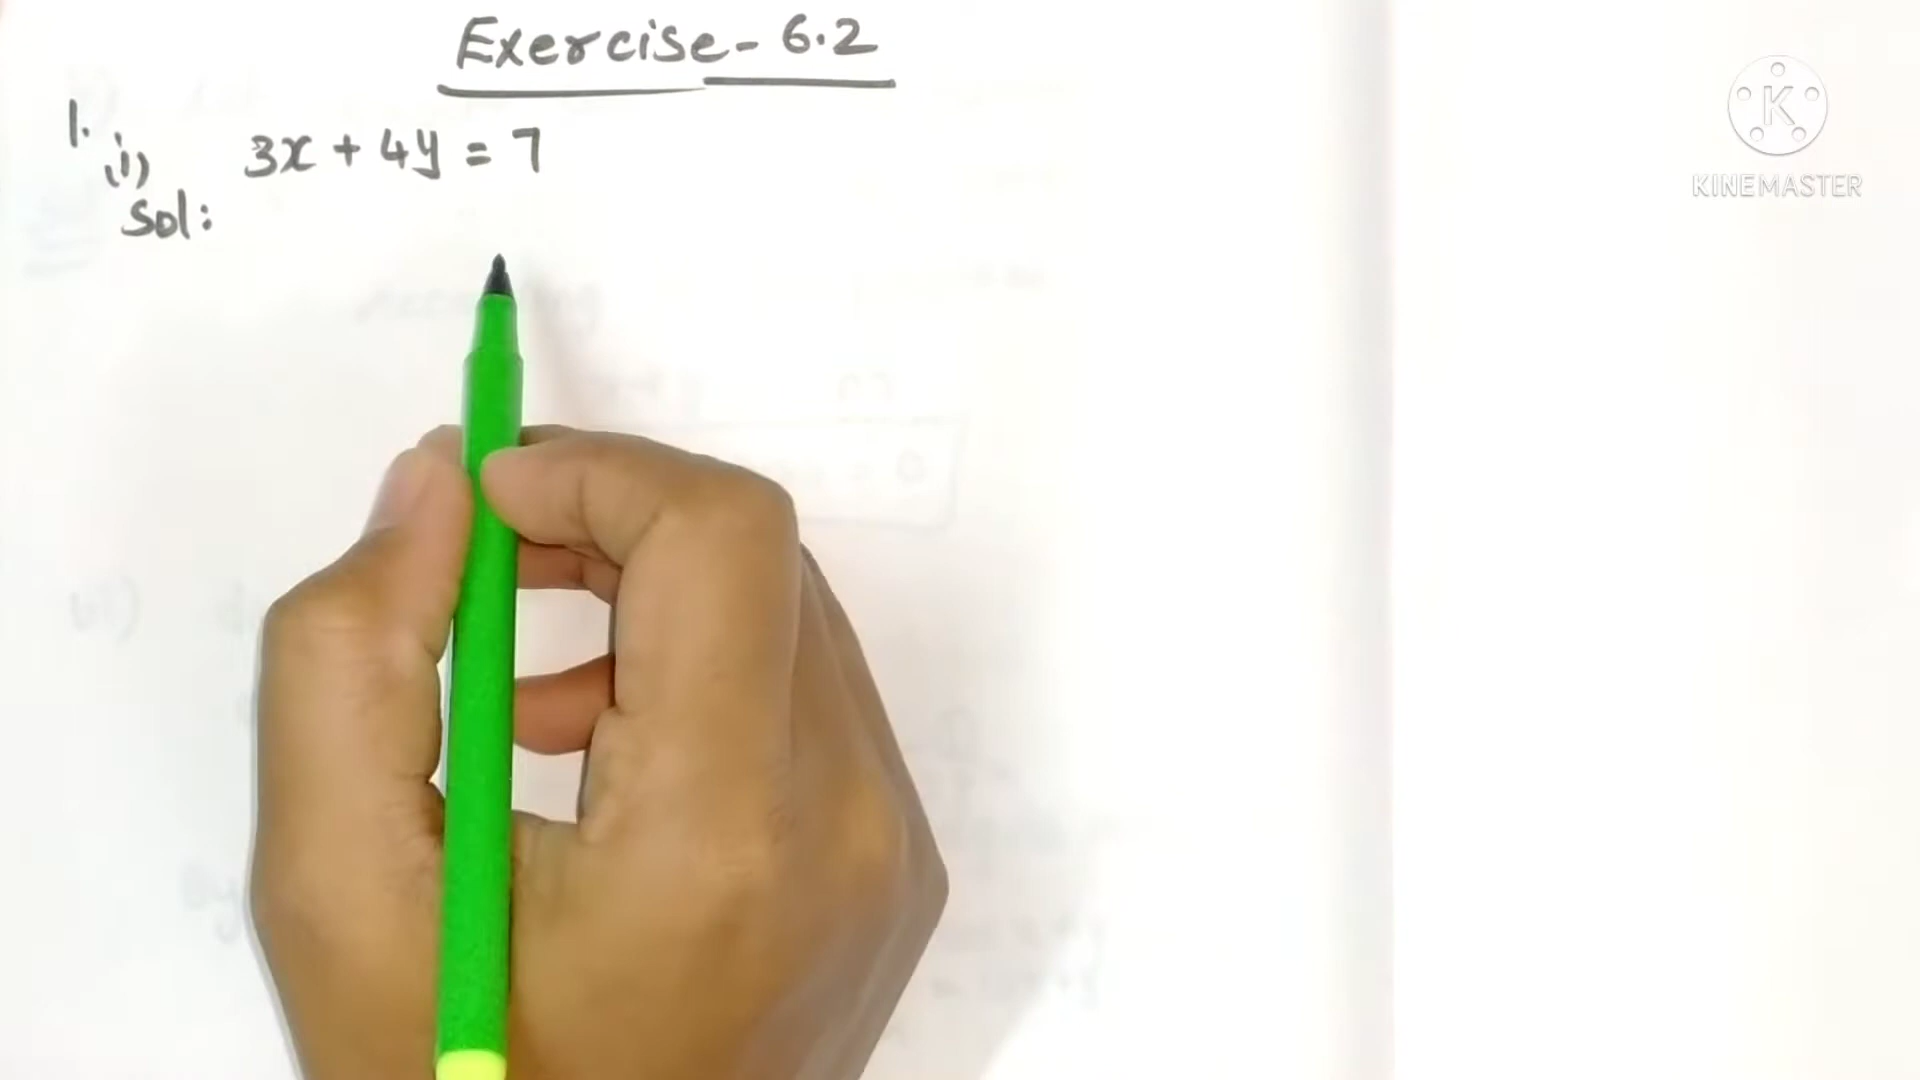 Exercise - 6.2
1.
(i) 3x + 4y = 7
Sol:
K
KINEMASTER